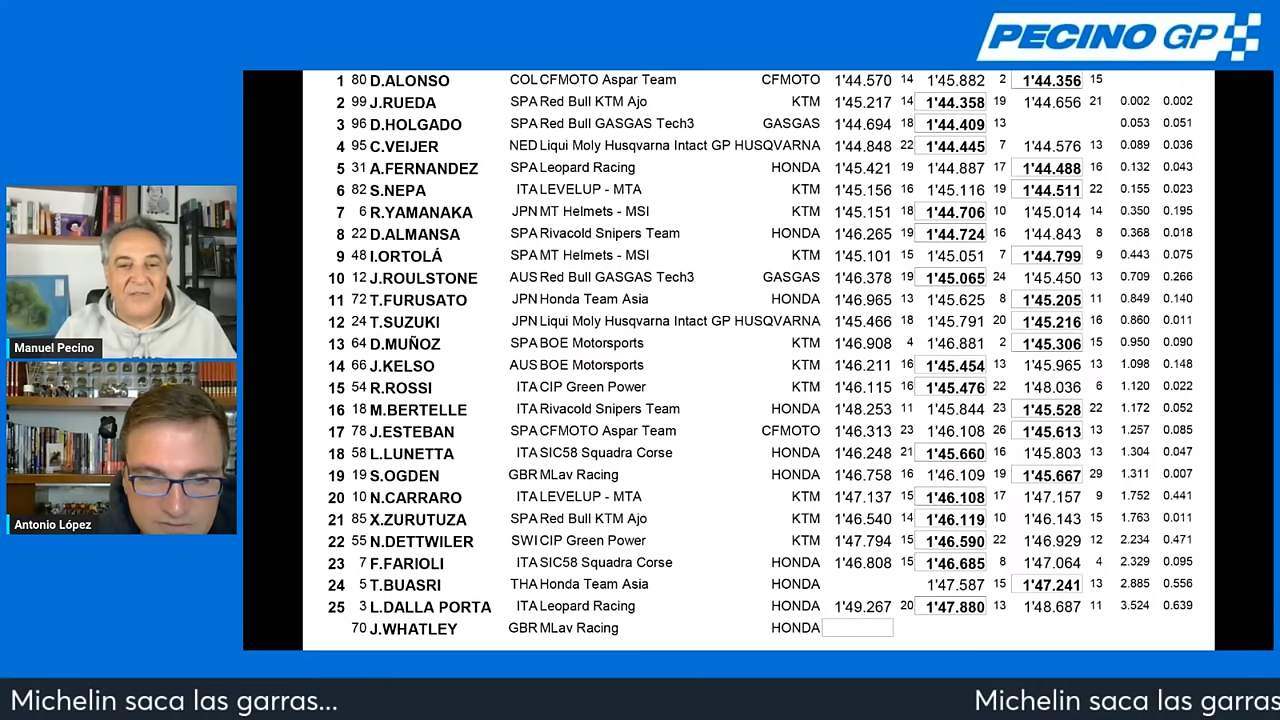 PECINO GP
1 80 D.ALONSO COL CFMOTO Aspar Team CFMOTO 1'44.570 14 1'45.882 2 1'44.356 15
2 99 J.RUEDA SPA Red Bull KTM Ajo KTM 1'45.217 14 1'44.358 19 1'44.656 21 0.002 0.002
3 96 D.HOLGADO SPA Red Bull GASGAS Tech3 GASGAS 1'44.694 18 1'44.409 13 0.053 0.051
4 95 C.VEIJER NED Liqui Moly Husqvarna Intact GP HUSQVARNA 1'44.848 22 1'44.445 7 1'44.576 13 0.089 0.036
5 31 A.FERNANDEZ SPA Leopard Racing HONDA 1'45.421 19 1'44.887 17 1'44.488 16 0.132 0.043
6 82 S.NEPA ITA LEVELUP - MTA KTM 1'45.156 16 1'45.116 19 1'44.511 22 0.155 0.023
7 6 R.YAMANAKA JPN MT Helmets - MSI KTM 1'45.151 18 1'44.706 10 1'45.014 14 0.350 0.195
8 22 D.ALMANSA SPA Rivacold Snipers Team HONDA 1'46.265 19 1'44.724 16 1'44.843 8 0.368 0.018
9 48 I.ORTOLÁ SPA MT Helmets - MSI KTM 1'45.101 15 1'45.051 7 1'44.799 9 0.443 0.075
10 12 J.ROULSTONE AUS Red Bull GASGAS Tech3 GASGAS 1'46.378 19 1'45.065 24 1'45.450 13 0.709 0.266
11 72 T.FURUSATO JPN Honda Team Asia HONDA 1'46.965 13 1'45.625 8 1'45.205 11 0.849 0.140
12 24 T.SUZUKI JPN Liqui Moly Husqvarna Intact GP HUSQVARNA 1'45.466 18 1'45.791 20 1'45.216 16 0.860 0.011
13 64 D.MUÑOZ SPA BOE Motorsports KTM 1'46.908 4 1'46.881 2 1'45.306 15 0.950 0.090
14 66 J.KELSO AUS BOE Motorsports KTM 1'46.211 16 1'45.454 13 1'45.965 13 1.098 0.148
15 54 R.ROSSI ITA CIP Green Power KTM 1'46.115 16 1'45.476 22 1'48.036 6 1.120 0.022
16 18 M.BERTELLE ITA Rivacold Snipers Team HONDA 1'48.253 11 1'45.844 23 1'45.528 22 1.172 0.052
17 78 J.ESTEBAN SPA CFMOTO Aspar Team CFMOTO 1'46.313 23 1'46.108 26 1'45.613 13 1.257 0.085
18 58 L.LUNETTA ITA SIC58 Squadra Corse HONDA 1'46.248 21 1'45.660 16 1'45.803 13 1.304 0.047
19 19 S.OGDEN GBR MLav Racing HONDA 1'46.758 16 1'46.109 19 1'45.667 29 1.311 0.007
20 10 N.CARRARO ITA LEVELUP - MTA KTM 1'47.137 15 1'46.108 17 1'47.157 9 1.752 0.441
21 85 X.ZURUTUZA SPA Red Bull KTM Ajo KTM 1'46.540 14 1'46.119 10 1'46.143 15 1.763 0.011
22 55 N.DETTWILER SWI CIP Green Power KTM 1'47.794 15 1'46.590 22 1'46.929 12 2.234 0.471
23 7 F.FARIOLI ITA SIC58 Squadra Corse HONDA 1'46.808 15 1'46.685 8 1'47.064 4 2.329 0.095
24 5 T.BUASRI THA Honda Team Asia HONDA 1'47.587 15 1'47.241 13 2.885 0.556
25 3 L.DALLA PORTA ITA Leopard Racing HONDA 1'49.267 20 1'47.880 13 1'48.687 11 3.524 0.639
70 J.WHATLEY GBR MLav Racing HONDA
Manuel Pecino
Antonio López
Michelin saca las garras... Michelin saca las garras